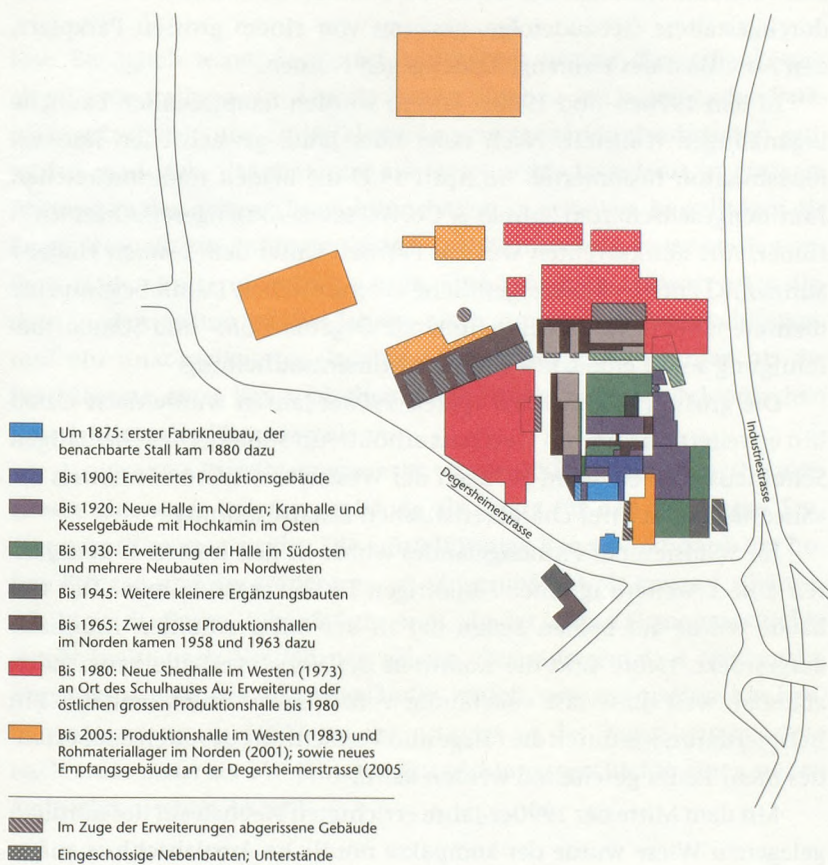 Um 1875: erster Fabrikneubau, der
benachbarte Stall kam 1880 dazu
Bis 1900: Erweitertes Produktionsgebäude
Bis 1920: Neue Halle im Norden; Kranhalle und
Kesselgebäude mit Hochkamin im Osten
Bis 1930: Erweiterung der Halle im Südosten
und mehrere Neubauten im Nordwesten
Bis 1945: Weitere kleinere Ergänzungsbauten
Bis 1965: Zwei grosse Produktionshallen
im Norden kamen 1958 und 1963 dazu
Bis 1980: Neue Shedhalle im Westen (1973)
an Ort des Schulhauses Au; Erweiterung der
östlichen grossen Produktionshalle bis 1980
Bis 2005: Produktionshalle im Westen (1983) und
Rohmateriallager im Norden (2001); sowie neues
Empfangsgebäude an der Degersheimerstrasse (2005
Im Zuge der Erweiterungen abgerissene Gebäude
Eingeschossige Nebenbauten; Unterstände
Degersheimerstrasse
Industriestrasse